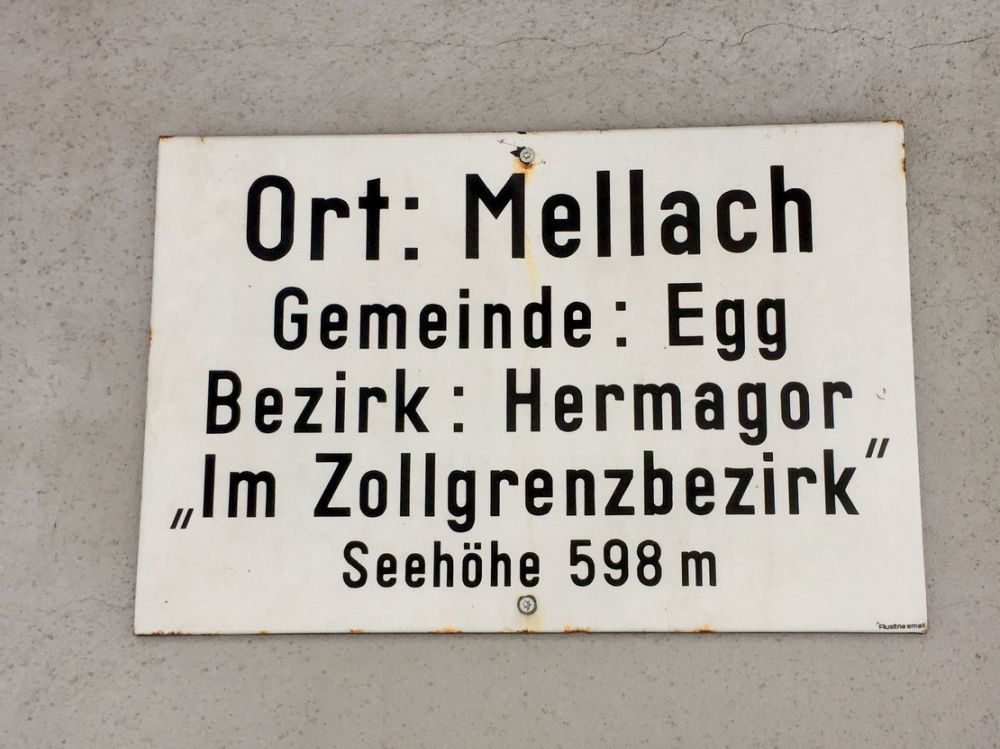 Ort: Mellach
Gemeinde: Egg
Bezirk: Hermagor
„Im Zollgrenzbezirk"
Seehöhe 598 m
Austria email